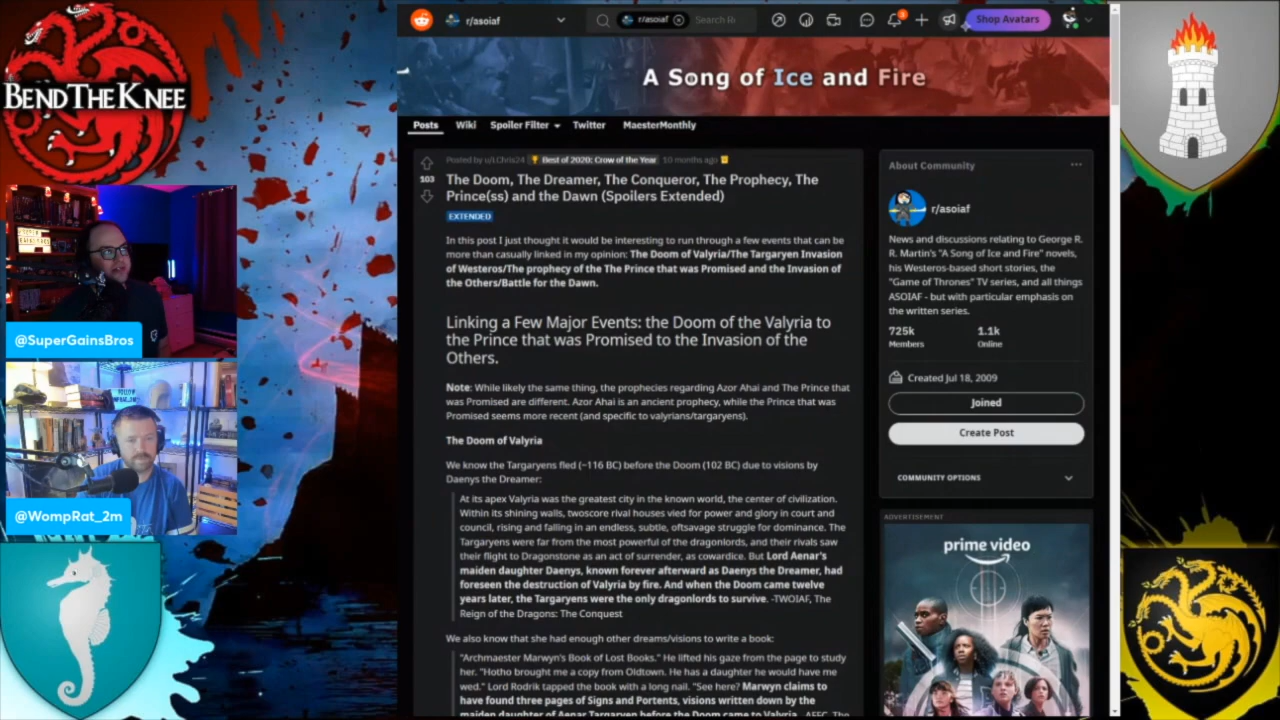 BENDTHEKNEE
@SuperGainsBros
@WompRat_2m
r/asoiaf
r/asoiaf
Shop Avatars
A Song of Ice and Fire
Posts Wiki Spoiler Filter Twitter MaesterMonthly
Best of 2020: Crow of the Year 10 months ago
103
The Doom, The Dreamer, The Conqueror, The Prophecy, The
Prince(ss) and the Dawn (Spoilers Extended)
EXTENDED
In this post I just thought it would be interesting to run through a few events that can be
more than casually linked in my opinion: The Doom of Valyria/The Targaryen Invasion
of Westeros/The prophecy of the The Prince that was Promised and the Invasion of
the Others/Battle for the Dawn.
Linking a Few Major Events: the Doom of the Valyria to
the Prince that was Promised to the Invasion of the
Others.
Note: While likely the same thing, the prophecies regarding Azor Ahai and The Prince that
was Promised are different. Azor Ahai is an ancient prophecy, while the Prince that was
Promised seems more recent (and specific to valyrians/targaryens).
The Doom of Valyria
We know the Targaryens fled (~116 BC) before the Doom (102 BC) due to visions by
Daenys the Dreamer:
At its apex Valyria was the greatest city in the known world, the center of civilization.
Within its shining walls, twoscore rival houses vied for power and glory in court and
council, rising and falling in an endless, subtle, oftsavage struggle for dominance. The
Targaryens were far from the most powerful of the dragonlords, and their rivals saw
their flight to Dragonstone as an act of surrender, as cowardice. But Lord Aenar's
maiden daughter Daenys, known forever afterward as Daenys the Dreamer, had
foreseen the destruction of Valyria by fire. And when the Doom came twelve
years later, the Targaryens were the only dragonlords to survive. -TWOIAF, The
Reign of the Dragons: The Conquest
We also know that she had enough other dreams/visions to write a book:
"Archmaester Marwyn's Book of Lost Books." He lifted his gaze from the page to study
her. "Hotho brought me a copy from Oldtown. He has a daughter he would have me
wed." Lord Rodrik tapped the book with a long nail. "See here? Marwyn claims to
have found three pages of Signs and Portents, visions written down by the
maiden daughter of Aenar Targaryen before the Doom came to Valyria. -AFFC, The
About Community
r/asoiaf
News and discussions relating to George R.
R. Martin's "A Song of Ice and Fire" novels,
his Westeros-based short stories, the
"Game of Thrones" TV series, and all things
ASOIAF - but with particular emphasis on
the written series.
725k 1.1k
Members Online
Created Jul 18, 2009
Joined
Create Post
COMMUNITY OPTIONS
ADVERTISEMENT
prime video